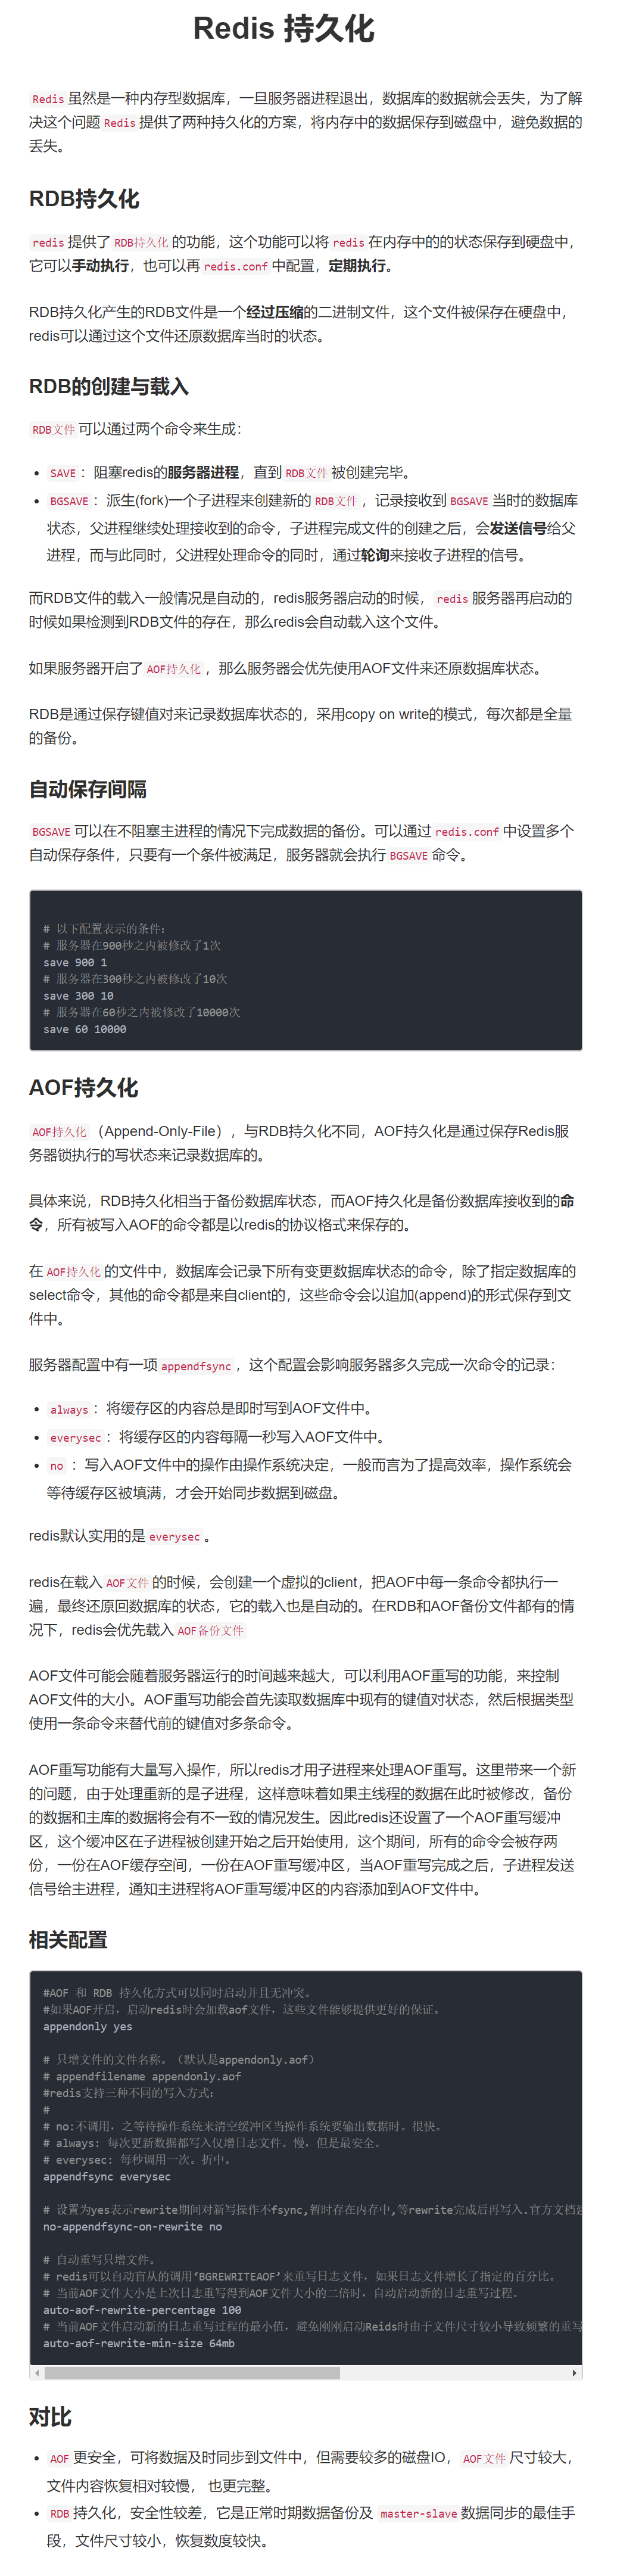 Redis 持久化
Redis 虽然是一种内存型数据库，一旦服务器进程退出，数据库的数据就会丢失，为了解
决这个问题 Redis 提供了两种持久化的方案，将内存中的数据保存到磁盘中，避免数据的
丢失。
RDB持久化
redis 提供了 RDB持久化 的功能，这个功能可以将 redis 在内存中的的状态保存到硬盘中，
它可以手动执行，也可以再 redis.conf 中配置，定期执行。
RDB持久化产生的RDB文件是一个经过压缩的二进制文件，这个文件被保存在硬盘中，
redis可以通过这个文件还原数据库当时的状态。
RDB的创建与载入
RDB文件 可以通过两个命令来生成：
• SAVE ：阻塞redis的服务器进程，直到 RDB文件 被创建完毕。
• BGSAVE ：派生(fork)一个子进程来创建新的 RDB文件 ，记录接收到 BGSAVE 当时的数据库
状态，父进程继续处理接收到的命令，子进程完成文件的创建之后，会发送信号给父
进程，而与此同时，父进程处理命令的同时，通过轮询来接收子进程的信号。
而RDB文件的载入一般情况是自动的，redis服务器启动的时候， redis 服务器再启动的
时候如果检测到RDB文件的存在，那么redis会自动载入这个文件。
如果服务器开启了 AOF持久化 ，那么服务器会优先使用AOF文件来还原数据库状态。
RDB是通过保存键值对来记录数据库状态的，采用copy on write的模式，每次都是全量
的备份。
自动保存间隔
BGSAVE 可以在不阻塞主进程的情况下完成数据的备份。可以通过 redis.conf 中设置多个
自动保存条件，只要有一个条件被满足，服务器就会执行 BGSAVE 命令。
# 以下配置表示的条件：
# 服务器在900秒之内被修改了1次
save 900 1
# 服务器在300秒之内被修改了10次
save 300 10
# 服务器在60秒之内被修改了10000次
save 60 10000
AOF持久化
AOF持久化 （Append-Only-File），与RDB持久化不同，AOF持久化是通过保存Redis服
务器锁执行的写状态来记录数据库的。
具体来说，RDB持久化相当于备份数据库状态，而AOF持久化是备份数据库接收到的命
令，所有被写入AOF的命令都是以redis的协议格式来保存的。
在 AOF持久化 的文件中，数据库会记录下所有变更数据库状态的命令，除了指定数据库的
select命令，其他的命令都是来自client的，这些命令会以追加(append)的形式保存到文
件中。
服务器配置中有一项 appendfsync ，这个配置会影响服务器多久完成一次命令的记录：
• always ：将缓存区的内容总是即时写到AOF文件中。
• everysec ：将缓存区的内容每隔一秒写入AOF文件中。
• no ：写入AOF文件中的操作由操作系统决定，一般而言为了提高效率，操作系统会
等待缓存区被填满，才会开始同步数据到磁盘。
redis默认实用的是 everysec 。
redis在载入 AOF文件 的时候，会创建一个虚拟的client，把AOF中每一条命令都执行一
遍，最终还原回数据库的状态，它的载入也是自动的。在RDB和AOF备份文件都有的情
况下，redis会优先载入 AOF备份文件
AOF文件可能会随着服务器运行的时间越来越大，可以利用AOF重写的功能，来控制
AOF文件的大小。AOF重写功能会首先读取数据库中现有的键值对状态，然后根据类型
使用一条命令来替代前的键值对多条命令。
AOF重写功能有大量写入操作，所以redis才用子进程来处理AOF重写。这里带来一个新
的问题，由于处理重新的是子进程，这样意味着如果主线程的数据在此时被修改，备份
的数据和主库的数据将会有不一致的情况发生。因此redis还设置了一个AOF重写缓冲
区，这个缓冲区在子进程被创建开始之后开始使用，这个期间，所有的命令会被存两
份，一份在AOF缓存空间，一份在AOF重写缓冲区，当AOF重写完成之后，子进程发送
信号给主进程，通知主进程将AOF重写缓冲区的内容添加到AOF文件中。
相关配置
#AOF 和 RDB 持久化方式可以同时启动并且无冲突。
#如果AOF开启，启动redis时会加载aof文件，这些文件能够提供更好的保证。
appendonly yes
# 只增文件的文件名称。（默认是appendonly.aof）
# appendfilename appendonly.aof
#redis支持三种不同的写入方式：
#
# no:不调用，之等待操作系统来清空缓冲区当操作系统要输出数据时。很快。
# always: 每次更新数据都写入仅增日志文件。慢，但是最安全。
# everysec: 每秒调用一次。折中。
appendfsync everysec
# 设置为yes表示rewrite期间对新写操作不fsync,暂时存在内存中,等rewrite完成后再写入.官方文档建
no-appendfsync-on-rewrite no
# 自动重写只增文件。
# redis可以自动盲从的调用‘BGREWRITEAOF’来重写日志文件，如果日志文件增长了指定的百分比。
# 当前AOF文件大小是上次日志重写得到AOF文件大小的二倍时，自动启动新的日志重写过程。
auto-aof-rewrite-percentage 100
# 当前AOF文件启动新的日志重写过程的最小值，避免刚刚启动Reids时由于文件尺寸较小导致频繁的重写
auto-aof-rewrite-min-size 64mb
对比
• AOF 更安全，可将数据及时同步到文件中，但需要较多的磁盘IO， AOF文件 尺寸较大，
文件内容恢复相对较慢， 也更完整。
• RDB 持久化，安全性较差，它是正常时期数据备份及 master-slave 数据同步的最佳手
段，文件尺寸较小，恢复数度较快。